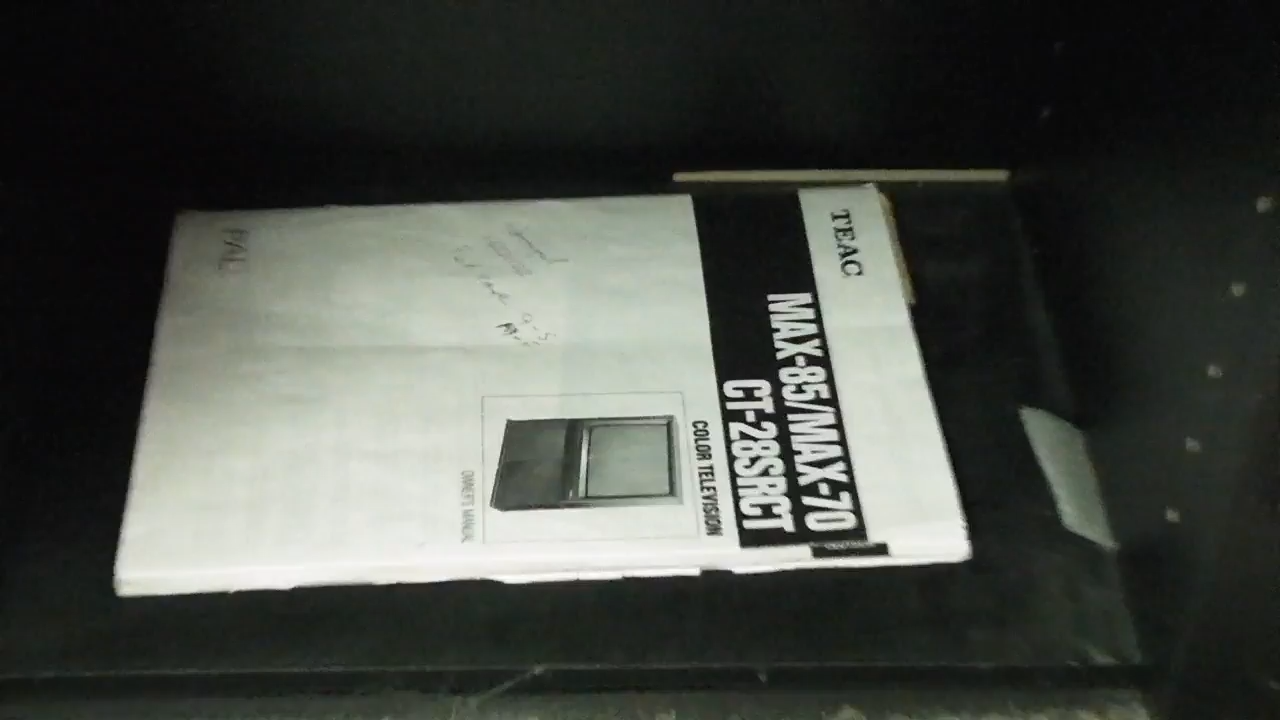 TEAC
MAX-85/MAX-70
CT-28SRCT
COLOR TELEVISION
OWNER'S MANUAL
PAL